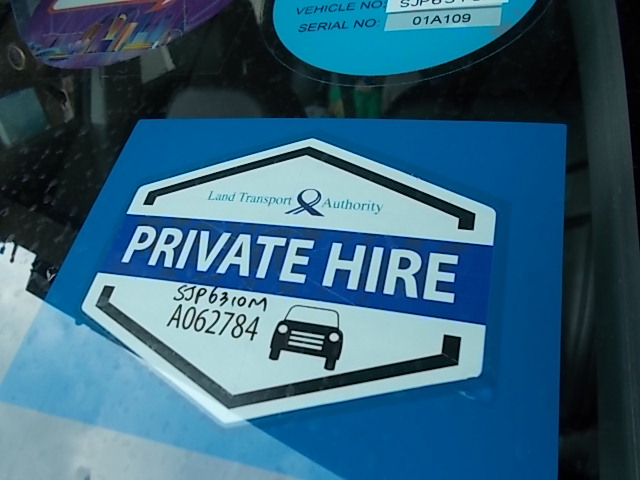 VEHICLE NO:
SERIAL NO: 01A109
Land Transport Authority
PRIVATE HIRE
SJP6310M
A062784